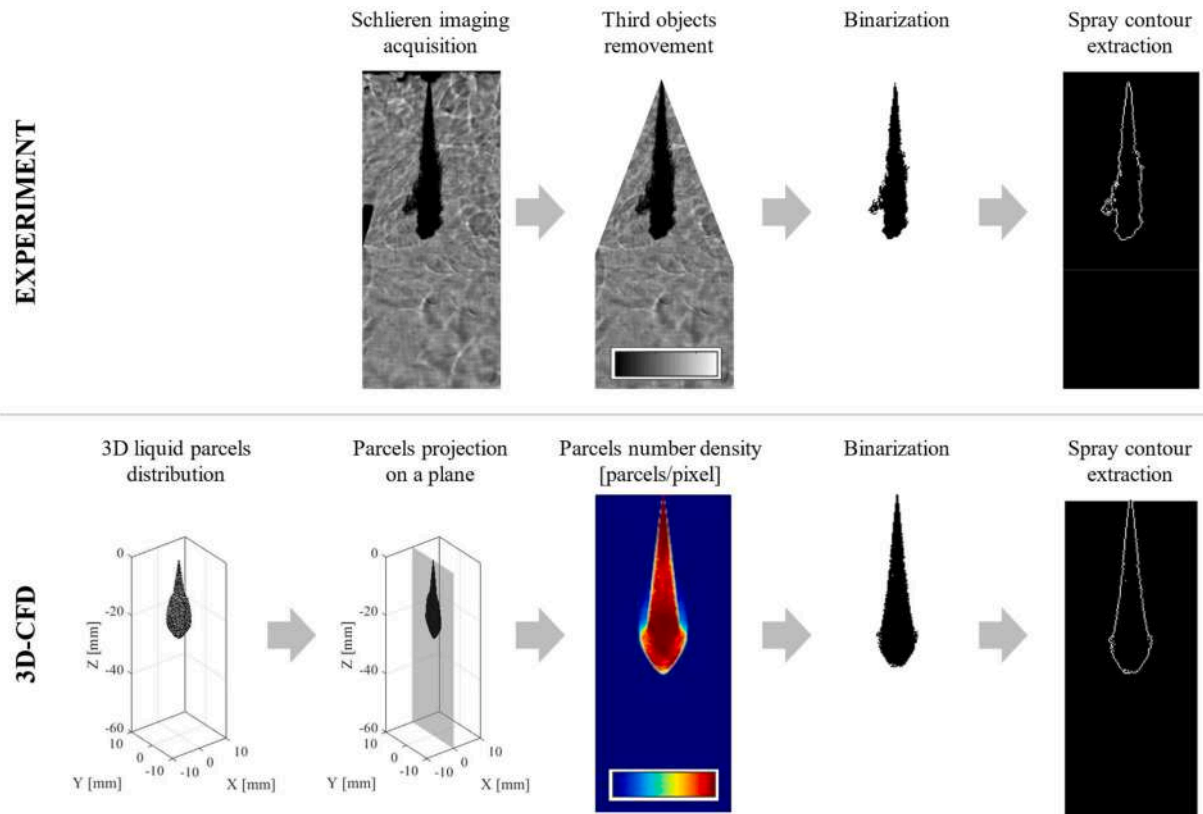 Schlieren imaging
acquisition
Third objects
removement
Binarization
Spray contour
extraction
EXPERIMENT
3D liquid parcels
distribution
Parcels projection
on a plane
Parcels number density
[parcels/pixel]
Binarization
Spray contour
extraction
3D-CFD
0
-20
-40
-60
Z [mm]
10
0
-10
Y [mm]
-10
0
10
X [mm]
0
-20
-40
-60
Z [mm]
10
0
-10
Y [mm]
-10
0
10
X [mm]